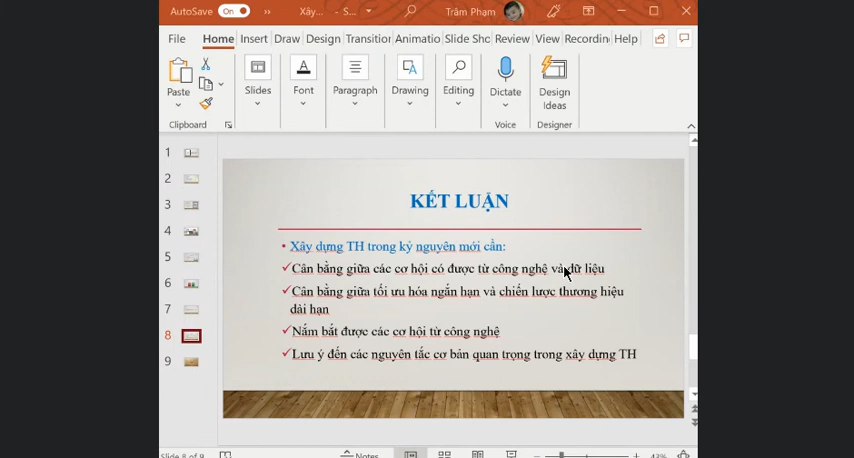 AutoSave On Xây... - S... Trâm Phạm
File Home Insert Draw Design Transition Animatio Slide Sho Review View Recordin Help
Paste Slides Font Paragraph Drawing Editing Dictate Design Ideas
Clipboard Voice Designer
1
2
3
4
5
6
7
8
9
KẾT LUẬN
• Xây dựng TH trong kỷ nguyên mới cần:
✓Cân bằng giữa các cơ hội có được từ công nghệ và dữ liệu
✓Cân bằng giữa tối ưu hóa ngắn hạn và chiến lược thương hiệu
dài hạn
✓Nắm bắt được các cơ hội từ công nghệ
✓Lưu ý đến các nguyên tắc cơ bản quan trọng trong xây dựng TH
Slide 8 of 9 Notes 43%